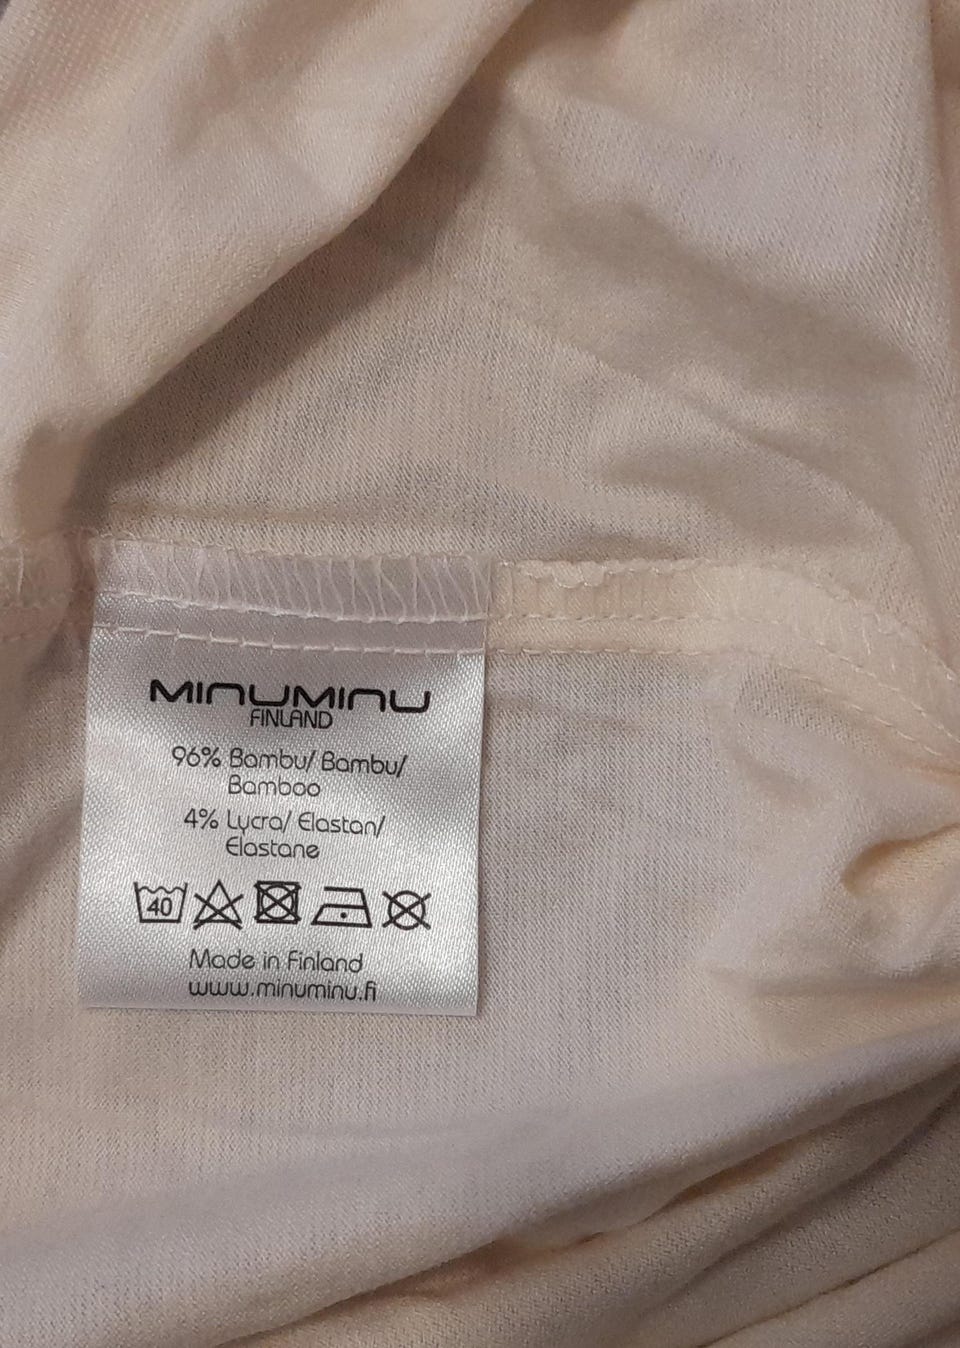 MINUMINU
FINLAND
96% Bambu/ Bambu/
Bamboo
4% Lycra/ Elastan/
Elastane
40
Made in Finland
www.minuminu.fi